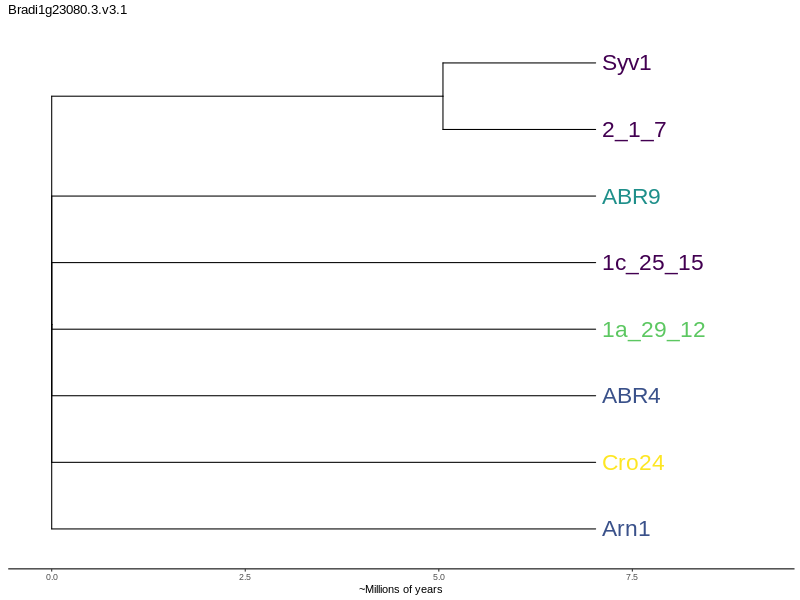 Bradi1g23080.3.v3.1
Syv1
2_1_7
ABR9
1c_25_15
1a_29_12
ABR4
Cro24
Arn1
0.0 2.5 5.0 7.5
~Millions of years